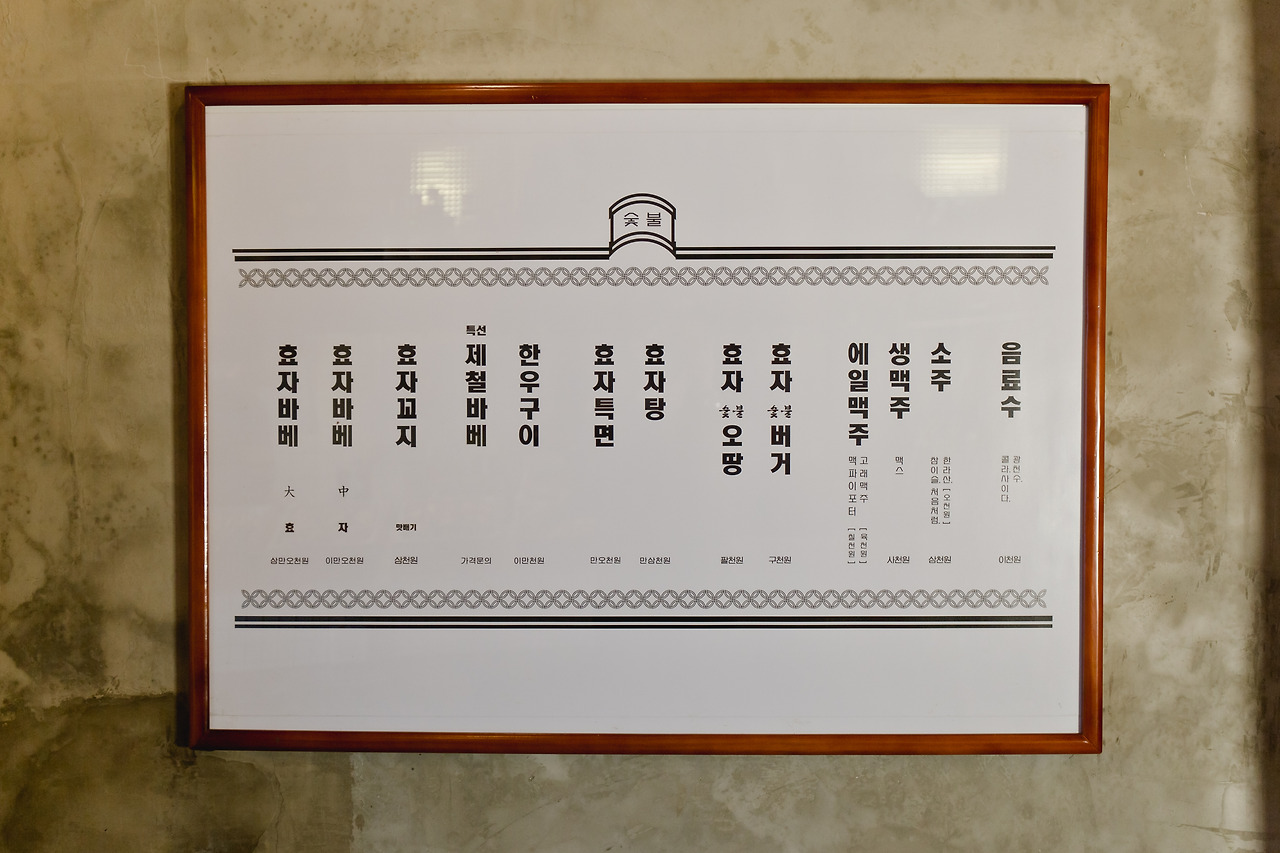 숯불
효자바베
大
효
삼만오천원
효자바베
中
자
이만오천원
효자꼬지
맛배기
삼천원
특선
제철바베
가격문의
한우구이
이만천원
효자특면
만오천원
효자탕
만삼천원
효자숯·불오땅
팔천원
효자숯·불버거
구천원
에일맥주
고래맥주 [육천원]
맥파이포터 [칠천원]
생맥주
맥스
사천원
소주
한라산. [오천원]
참이슬. 처음처럼.
삼천원
음료수
광천수.
콜라.사이다.
이천원